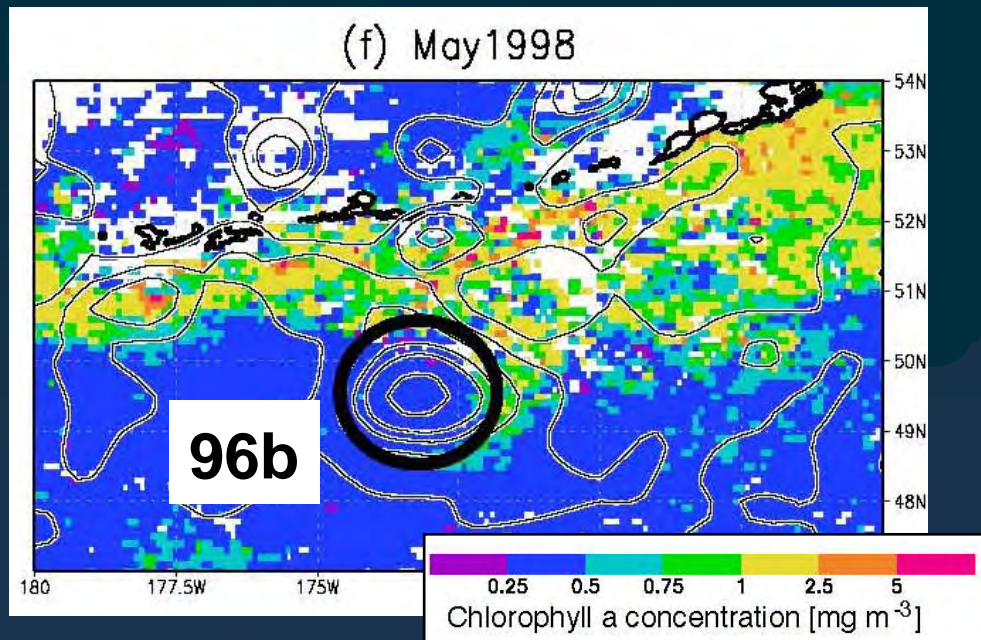 (f) May1998
54N
53N
52N
51N
50N
49N
48N
96b
180 177.5W 175W
0.25 0.5 0.75 1 2.5 5
Chlorophyll a concentration [mg m⁻³]